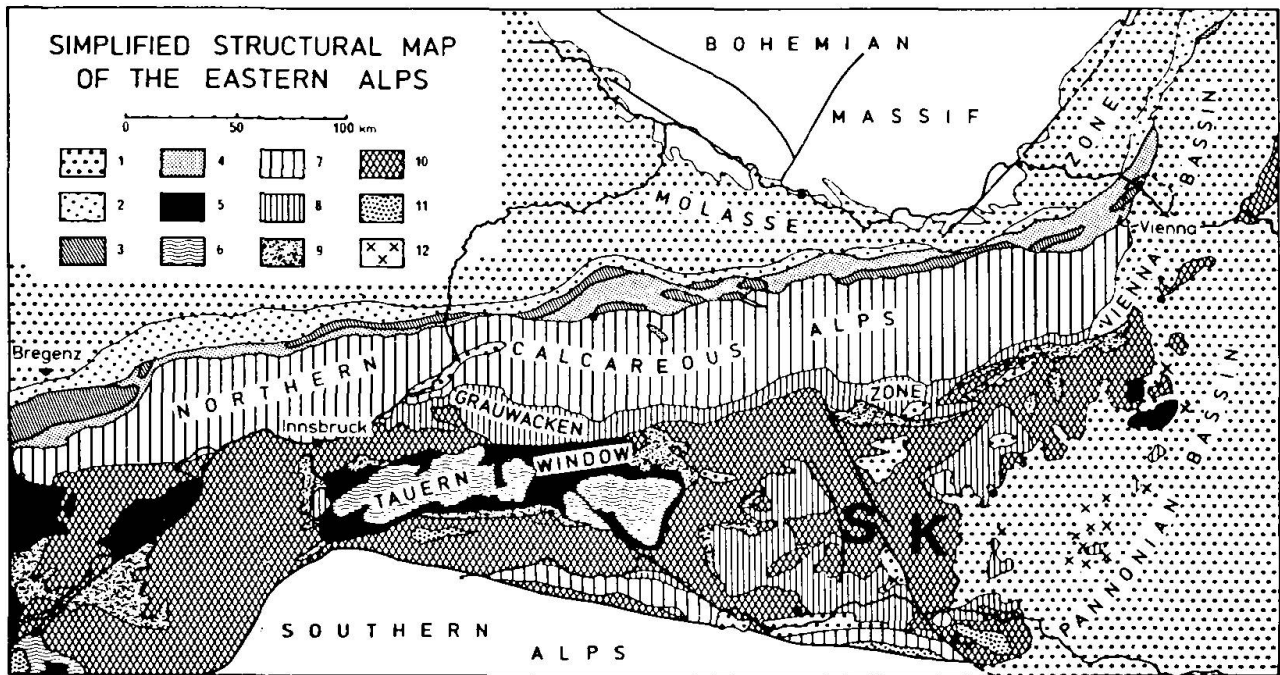 SIMPLIFIED STRUCTURAL MAP
OF THE EASTERN ALPS
0 50 100 km
1 4 7 10
2 5 8 11
3 6 9 12
BOHEMIAN
MASSIF
MOLASSE ZONE
VIENNA BASIN
Vienna
Bregenz
NORTHERN CALCAREOUS ALPS
Innsbruck
GRAUWACKEN ZONE
TAUERN WINDOW
S K
PANNONIAN BASSIN
SOUTHERN
ALPS